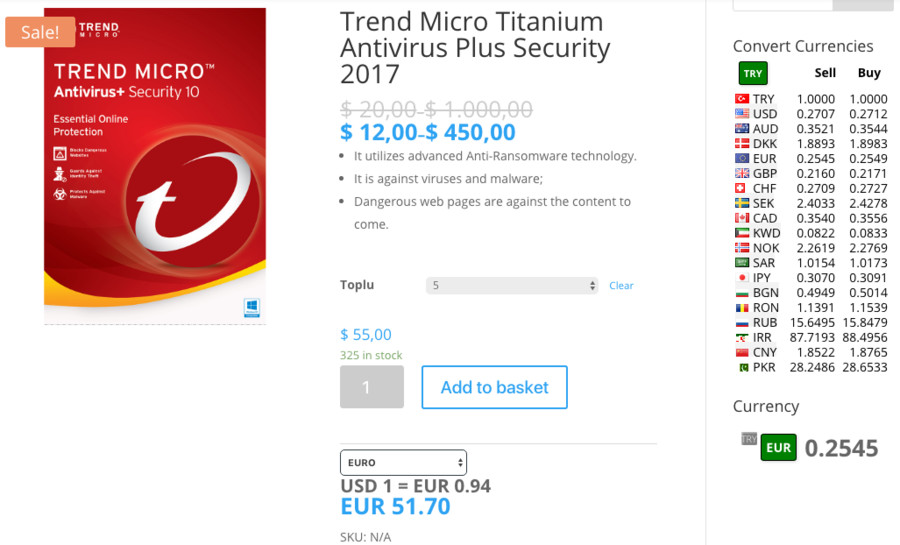 Sale!
TREND
MICRO
TREND MICRO™
Antivirus+ Security 10
Essential Online
Protection
Blocks Dangerous
Websites
Guards Against
Identity Theft
Protects Against
Malware
Windows
Trend Micro Titanium
Antivirus Plus Security
2017
$ 20,00-$ 1.000,00
$ 12,00-$ 450,00
It utilizes advanced Anti-Ransomware technology.
It is against viruses and malware;
Dangerous web pages are against the content to
come.
Toplu
5
Clear
$ 55,00
325 in stock
1
Add to basket
EURO
USD 1 = EUR 0.94
EUR 51.70
SKU: N/A
Convert Currencies
TRY Sell Buy
TRY 1.0000 1.0000
USD 0.2707 0.2712
AUD 0.3521 0.3544
DKK 1.8893 1.8983
EUR 0.2545 0.2549
GBP 0.2160 0.2171
CHF 0.2709 0.2727
SEK 2.4033 2.4278
CAD 0.3540 0.3556
KWD 0.0822 0.0833
NOK 2.2619 2.2769
SAR 1.0154 1.0173
JPY 0.3070 0.3091
BGN 0.4949 0.5014
RON 1.1391 1.1539
RUB 15.6495 15.8479
IRR 87.7193 88.4956
CNY 1.8522 1.8765
PKR 28.2486 28.6533
Currency
TRY EUR 0.2545